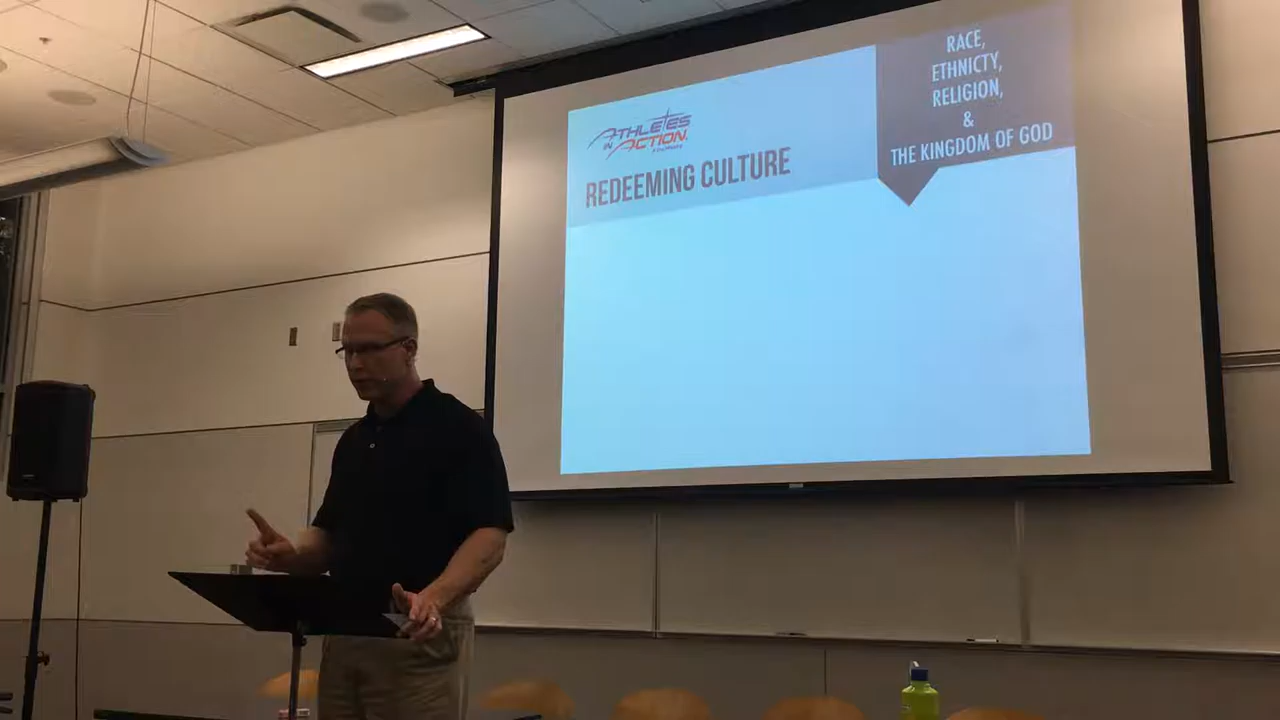 ATHLETES
IN ACTION
REDEEMING CULTURE
RACE,
ETHNICTY,
RELIGION,
&
THE KINGDOM OF GOD